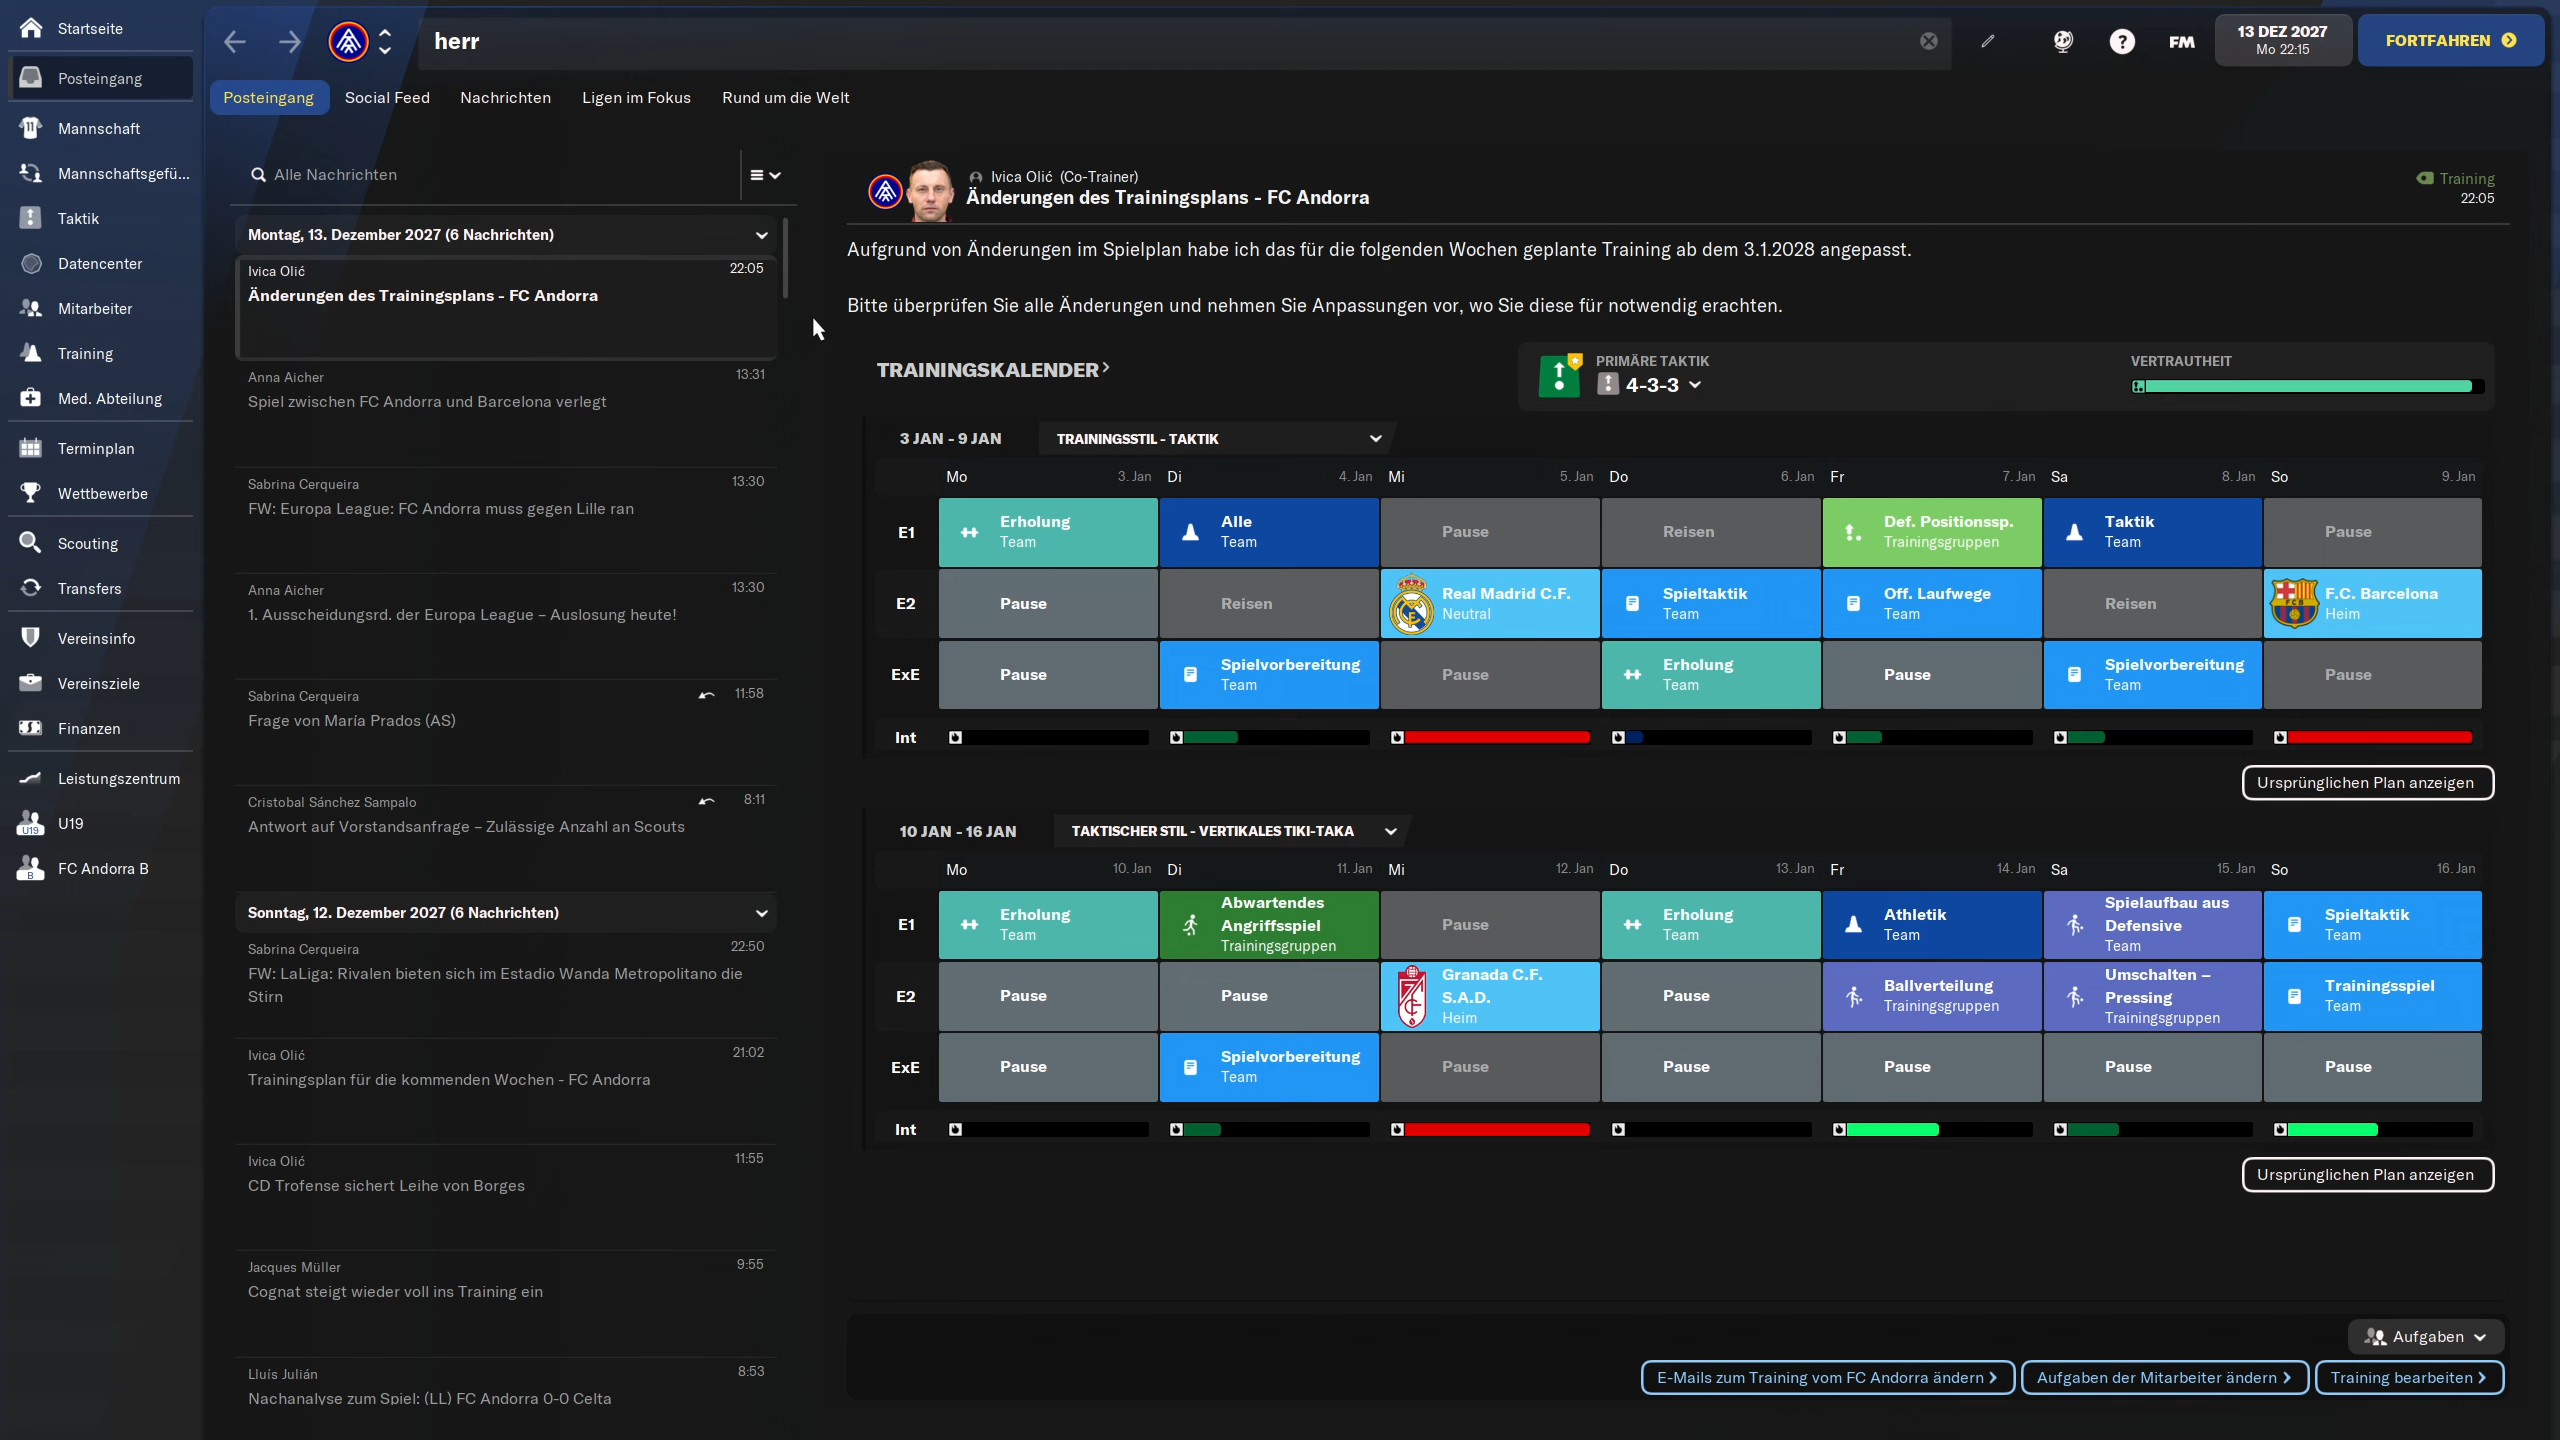 Startseite
Posteingang
Mannschaft
Mannschaftsgefü...
Taktik
Datencenter
Mitarbeiter
Training
Med. Abteilung
Terminplan
Wettbewerbe
Scouting
Transfers
Vereinsinfo
Vereinsziele
Finanzen
Leistungszentrum
U19
U19
FC Andorra B
B
herr
FM
13 DEZ 2027
Mo 22:15
FORTFAHREN
Posteingang
Social Feed
Nachrichten
Ligen im Fokus
Rund um die Welt
Alle Nachrichten
Montag, 13. Dezember 2027 (6 Nachrichten)
Ivica Olić 22:05
Änderungen des Trainingsplans - FC Andorra
Anna Aicher 13:31
Spiel zwischen FC Andorra und Barcelona verlegt
Sabrina Cerqueira 13:30
FW: Europa League: FC Andorra muss gegen Lille ran
Anna Aicher 13:30
1. Ausscheidungsrd. der Europa League – Auslosung heute!
Sabrina Cerqueira 11:58
Frage von María Prados (AS)
Cristobal Sánchez Sampalo 8:11
Antwort auf Vorstandsanfrage – Zulässige Anzahl an Scouts
Sonntag, 12. Dezember 2027 (6 Nachrichten)
Sabrina Cerqueira 22:50
FW: LaLiga: Rivalen bieten sich im Estadio Wanda Metropolitano die
Stirn
Ivica Olić 21:02
Trainingsplan für die kommenden Wochen - FC Andorra
Ivica Olić 11:55
CD Trofense sichert Leihe von Borges
Jacques Müller 9:55
Cognat steigt wieder voll ins Training ein
Lluís Julián 8:53
Nachanalyse zum Spiel: (LL) FC Andorra 0-0 Celta
Ivica Olić (Co-Trainer)
Änderungen des Trainingsplans - FC Andorra
Training
22:05
Aufgrund von Änderungen im Spielplan habe ich das für die folgenden Wochen geplante Training ab dem 3.1.2028 angepasst.
Bitte überprüfen Sie alle Änderungen und nehmen Sie Anpassungen vor, wo Sie diese für notwendig erachten.
TRAININGSKALENDER
PRIMÄRE TAKTIK
4-3-3
VERTRAUTHEIT
3 JAN - 9 JAN
TRAININGSSTIL - TAKTIK
Mo 3. Jan Di 4. Jan Mi 5. Jan Do 6. Jan Fr 7. Jan Sa 8. Jan So 9. Jan
E1
Erholung
Team
Alle
Team
Pause
Reisen
Def. Positionssp.
Trainingsgruppen
Taktik
Team
Pause
E2
Pause
Reisen
Real Madrid C.F.
Neutral
Spieltaktik
Team
Off. Laufwege
Team
Reisen
F.C. Barcelona
Heim
ExE
Pause
Spielvorbereitung
Team
Pause
Erholung
Team
Pause
Spielvorbereitung
Team
Pause
Int
Ursprünglichen Plan anzeigen
10 JAN - 16 JAN
TAKTISCHER STIL - VERTIKALES TIKI-TAKA
Mo 10. Jan Di 11. Jan Mi 12. Jan Do 13. Jan Fr 14. Jan Sa 15. Jan So 16. Jan
E1
Erholung
Team
Abwartendes
Angriffsspiel
Trainingsgruppen
Pause
Erholung
Team
Athletik
Team
Spielaufbau aus
Defensive
Team
Spieltaktik
Team
E2
Pause
Pause
Granada C.F.
S.A.D.
Heim
Pause
Ballverteilung
Trainingsgruppen
Umschalten –
Pressing
Trainingsgruppen
Trainingsspiel
Team
ExE
Pause
Spielvorbereitung
Team
Pause
Pause
Pause
Pause
Pause
Int
Ursprünglichen Plan anzeigen
Aufgaben
E-Mails zum Training vom FC Andorra ändern
Aufgaben der Mitarbeiter ändern
Training bearbeiten